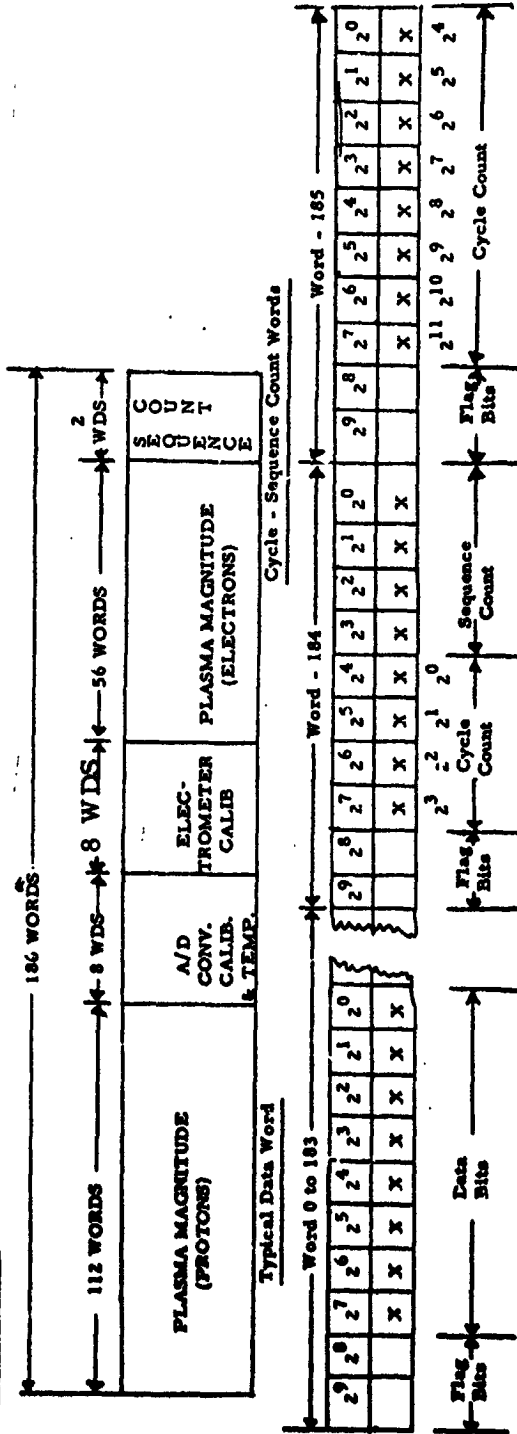 186 WORDS
112 WORDS
8 WDS
8 WDS
56 WORDS
2 WDS
PLASMA MAGNITUDE
(PROTONS)
A/D
CONV.
CALIB.
& TEMP.
ELEC-
TROMETER
CALIB
PLASMA MAGNITUDE
(ELECTRONS)
COUNT
SEQUENCE
Typical Data Word
Cycle - Sequence Count Words
Word 0 to 183
Word - 184
Word - 185
2^9 2^8 2^7 2^6 2^5 2^4 2^3 2^2 2^1 2^0
2^9 2^8 2^7 2^6 2^5 2^4 2^3 2^2 2^1 2^0
2^9 2^8 2^7 2^6 2^5 2^4 2^3 2^2 2^1 2^0
X X X X X X X X
X X X X X X X X
X X X X X X X X
2^3 2^2 2^1 2^0
2^11 2^10 2^9 2^8 2^7 2^6 2^5 2^4
Flag
Bits
Data
Bits
Flag
Bits
Cycle
Count
Sequence
Count
Flag
Bits
Cycle Count